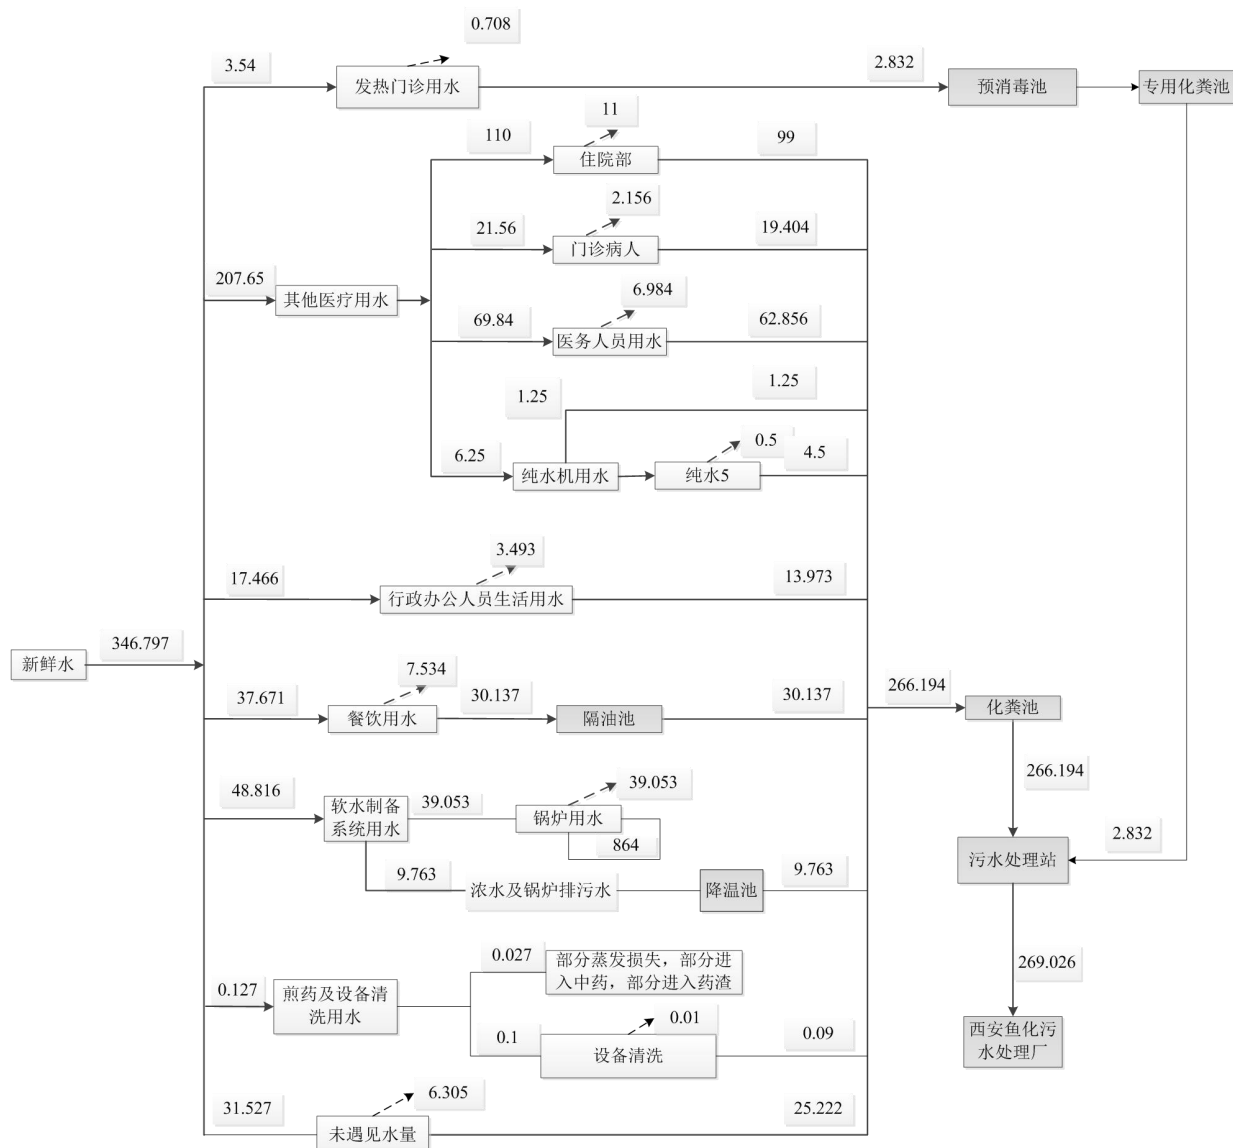 0.708
3.54
发热门诊用水
2.832
预消毒池
专用化粪池
11
110
住院部
99
2.156
21.56
门诊病人
19.404
207.65
其他医疗用水
6.984
69.84
医务人员用水
62.856
1.25
1.25
6.25
纯水机用水
纯水5
0.5
4.5
3.493
17.466
行政办公人员生活用水
13.973
新鲜水
346.797
7.534
37.671
餐饮用水
30.137
隔油池
30.137
266.194
化粪池
266.194
48.816
软水制备
系统用水
39.053
锅炉用水
39.053
864
9.763
浓水及锅炉排污水
降温池
9.763
污水处理站
2.832
269.026
西安鱼化污
水处理厂
0.127
煎药及设备清
洗用水
0.027
部分蒸发损失，部分进
入中药，部分进入药渣
0.1
设备清洗
0.01
0.09
31.527
未遇见水量
6.305
25.222